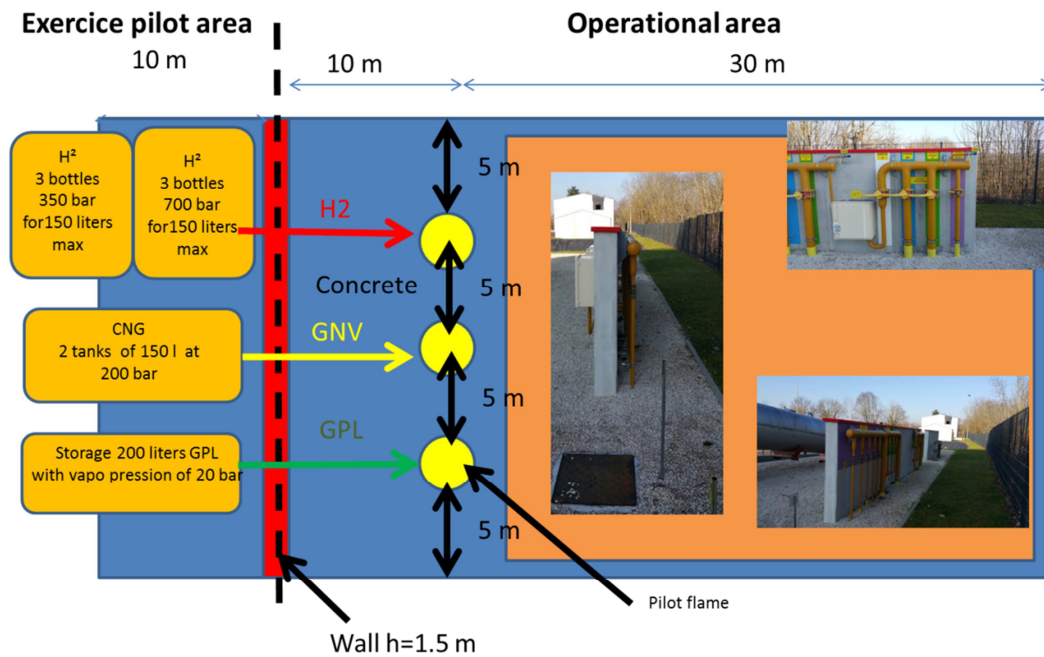 Exercice pilot area
Operational area
10 m
10 m
30 m
H²
3 bottles
350 bar
for150 liters
max
H²
3 bottles
700 bar
for150 liters
max
H2
5 m
Concrete
5 m
CNG
2 tanks of 150 l at
200 bar
GNV
5 m
Storage 200 liters GPL
with vapo pression of 20 bar
GPL
5 m
Pilot flame
Wall h=1.5 m